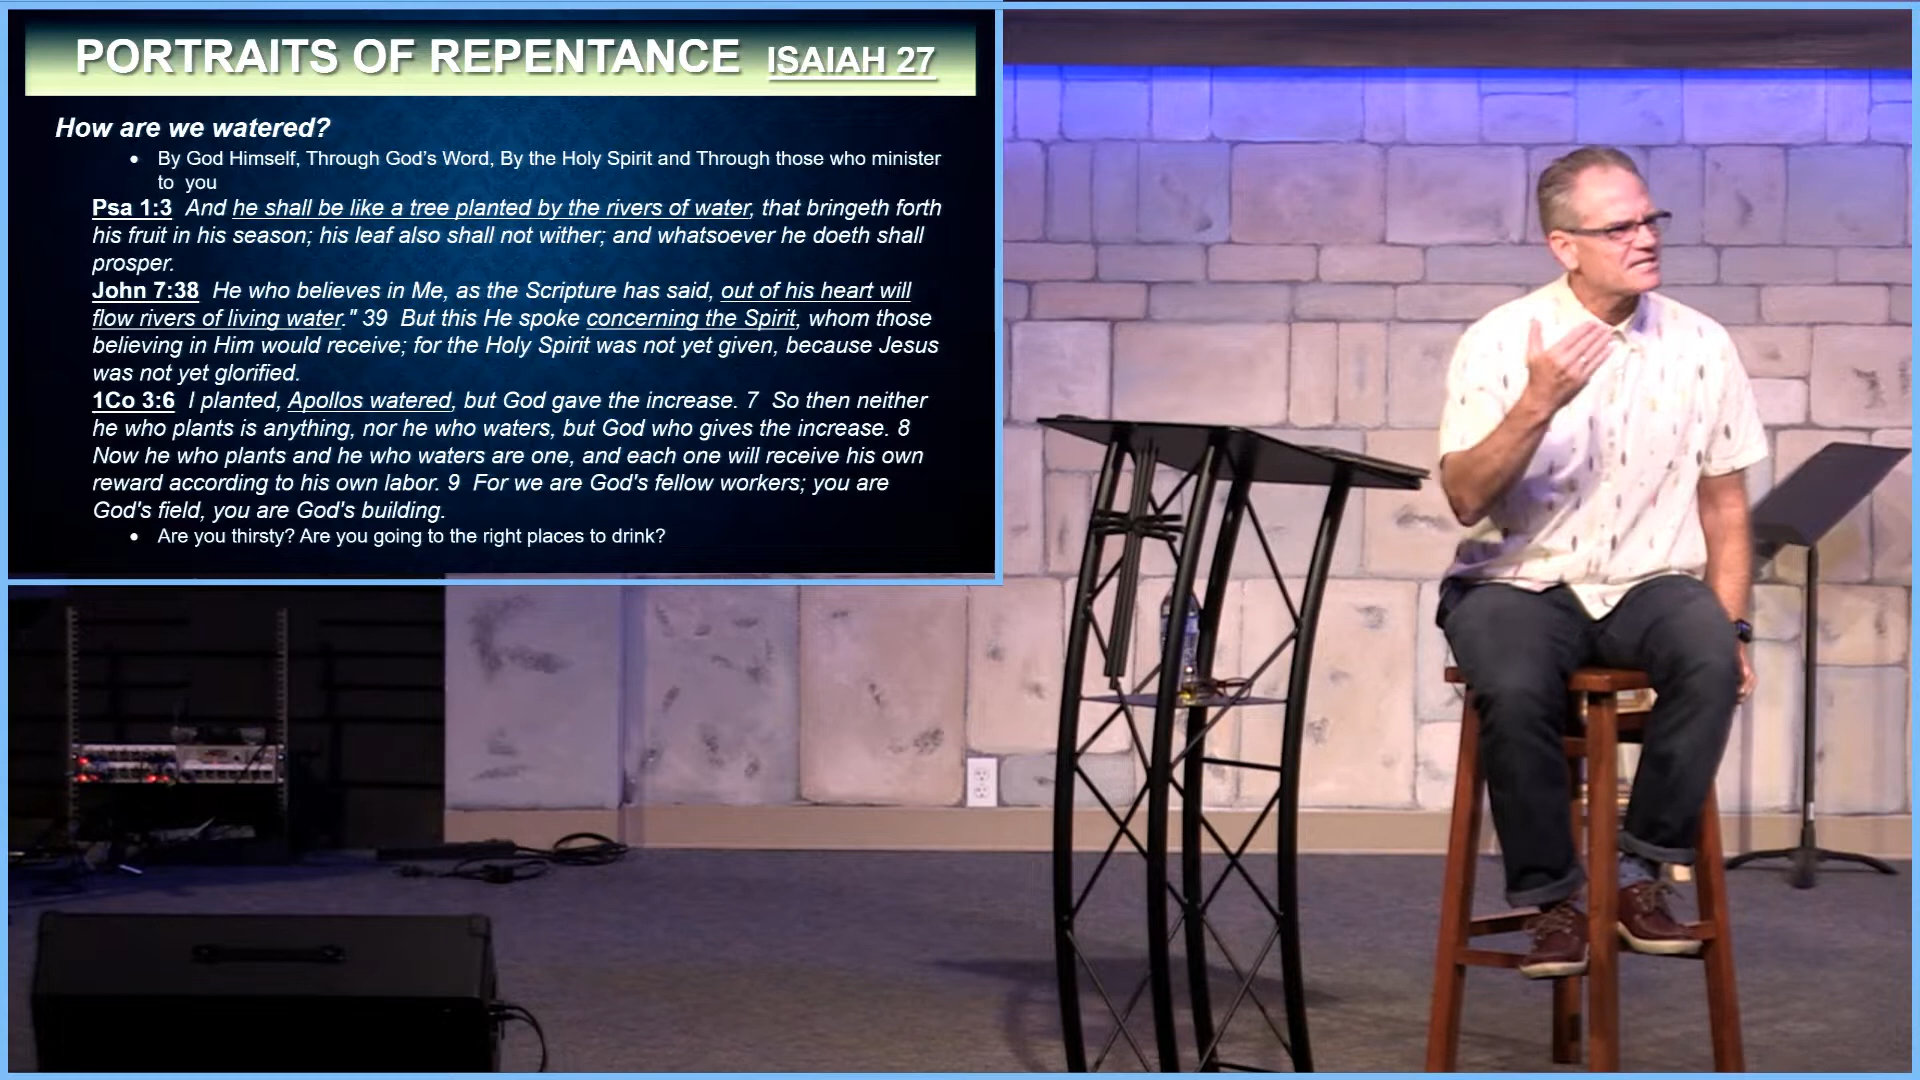 PORTRAITS OF REPENTANCE ISAIAH 27
How are we watered?
• By God Himself, Through God's Word, By the Holy Spirit and Through those who minister
to you
Psa 1:3 And he shall be like a tree planted by the rivers of water, that bringeth forth
his fruit in his season; his leaf also shall not wither; and whatsoever he doeth shall
prosper.
John 7:38 He who believes in Me, as the Scripture has said, out of his heart will
flow rivers of living water." 39 But this He spoke concerning the Spirit, whom those
believing in Him would receive; for the Holy Spirit was not yet given, because Jesus
was not yet glorified.
1Co 3:6 I planted, Apollos watered, but God gave the increase. 7 So then neither
he who plants is anything, nor he who waters, but God who gives the increase. 8
Now he who plants and he who waters are one, and each one will receive his own
reward according to his own labor. 9 For we are God's fellow workers; you are
God's field, you are God's building.
• Are you thirsty? Are you going to the right places to drink?